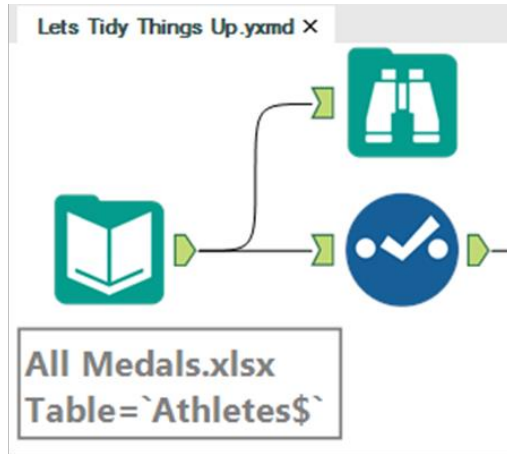 Lets Tidy Things Up.yxmd ×
All Medals.xlsx
Table=`Athletes$`